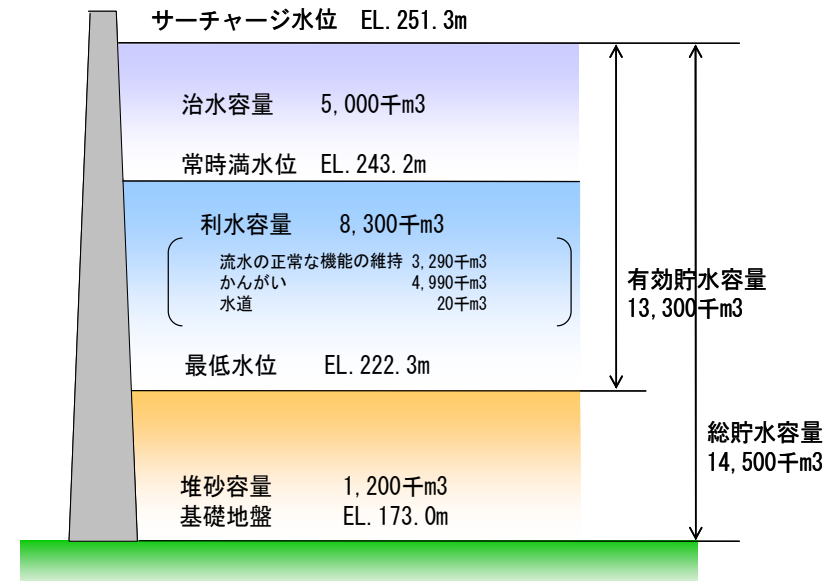 サーチャージ水位 EL.251.3m
治水容量 5,000千m3
常時満水位 EL.243.2m
利水容量 8,300千m3
流水の正常な機能の維持 3,290千m3
かんがい 4,990千m3
水道 20千m3
有効貯水容量
13,300千m3
最低水位 EL.222.3m
総貯水容量
14,500千m3
堆砂容量 1,200千m3
基礎地盤 EL.173.0m